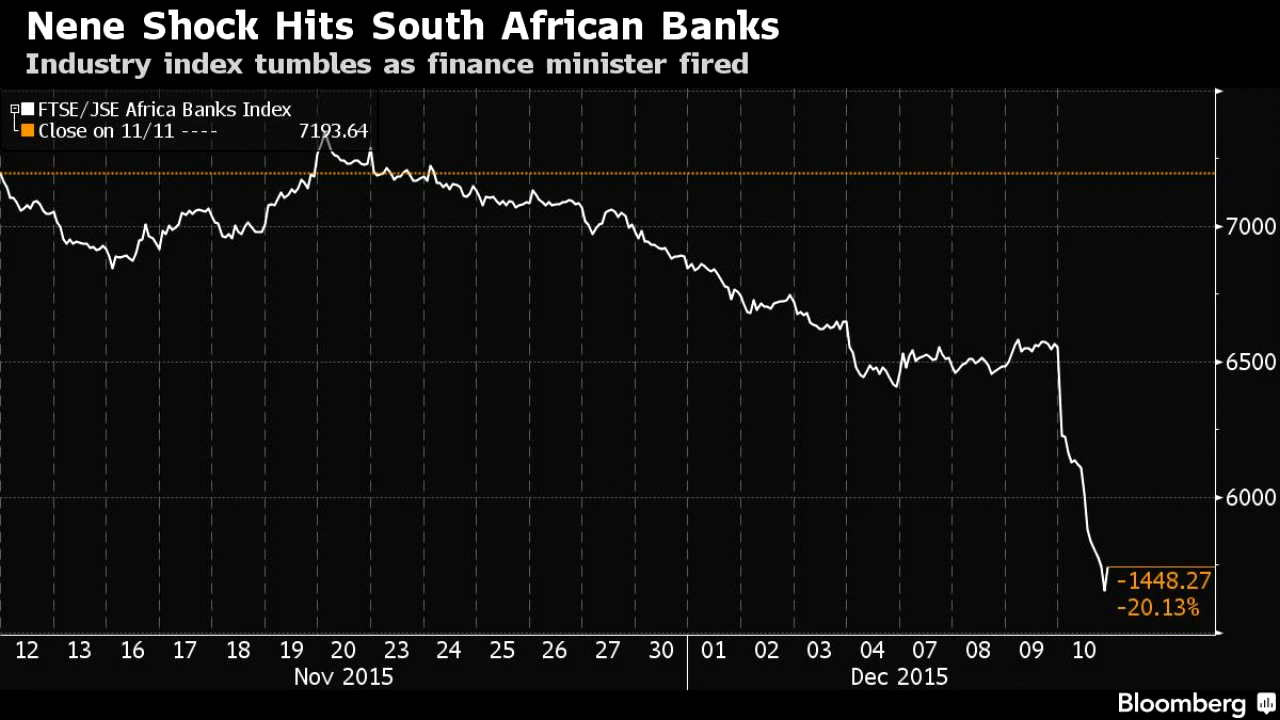 Nene Shock Hits South African Banks
Industry index tumbles as finance minister fired
FTSE/JSE Africa Banks Index
Close on 11/11 ---- 7193.64
7000
6500
6000
-1448.27
-20.13%
12 13 16 17 18 19 20 23 24 25 26 27 30 01 02 03 04 07 08 09 10
Nov 2015 Dec 2015
Bloomberg